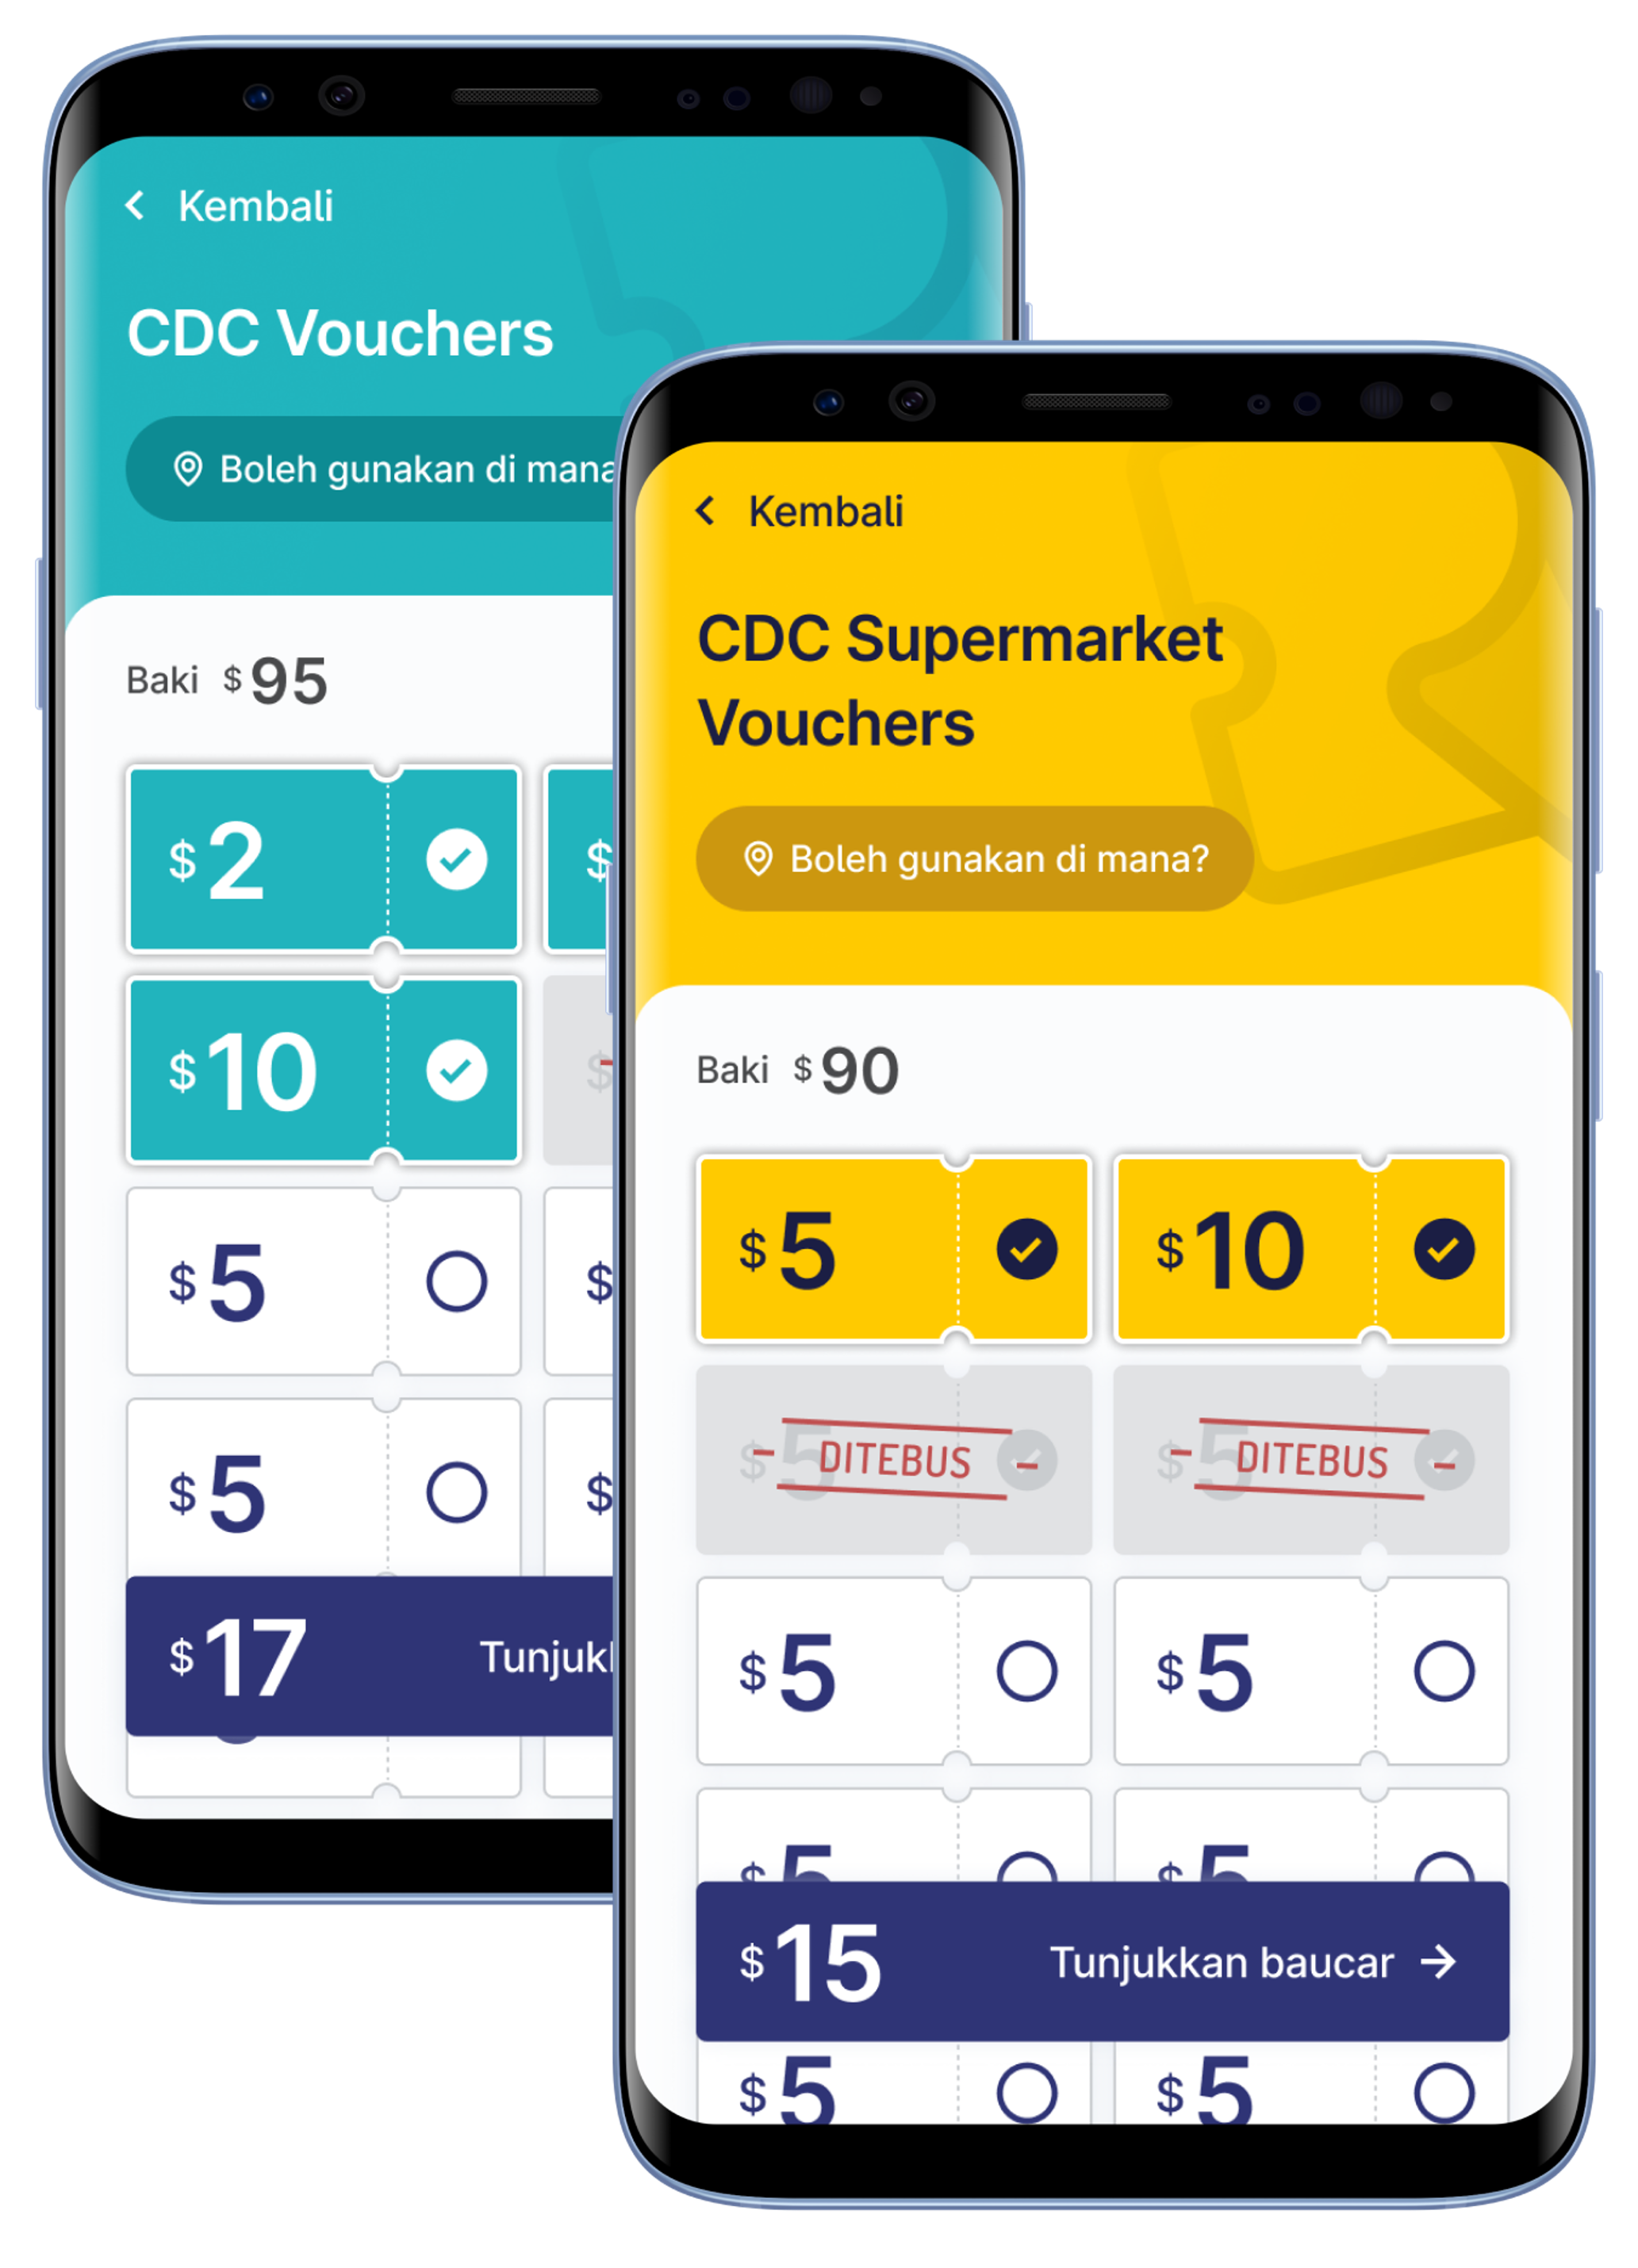 Kembali
CDC Vouchers
Boleh gunakan di mana
Baki $95
$2
$
$10
$
$5
$
$5
$
$17 Tunjuk
Kembali
CDC Supermarket
Vouchers
Boleh gunakan di mana?
Baki $90
$5 $10
$5 DITEBUS $5 DITEBUS
$5 $5
$5 $5
$15 Tunjukkan baucar →
$5 $5